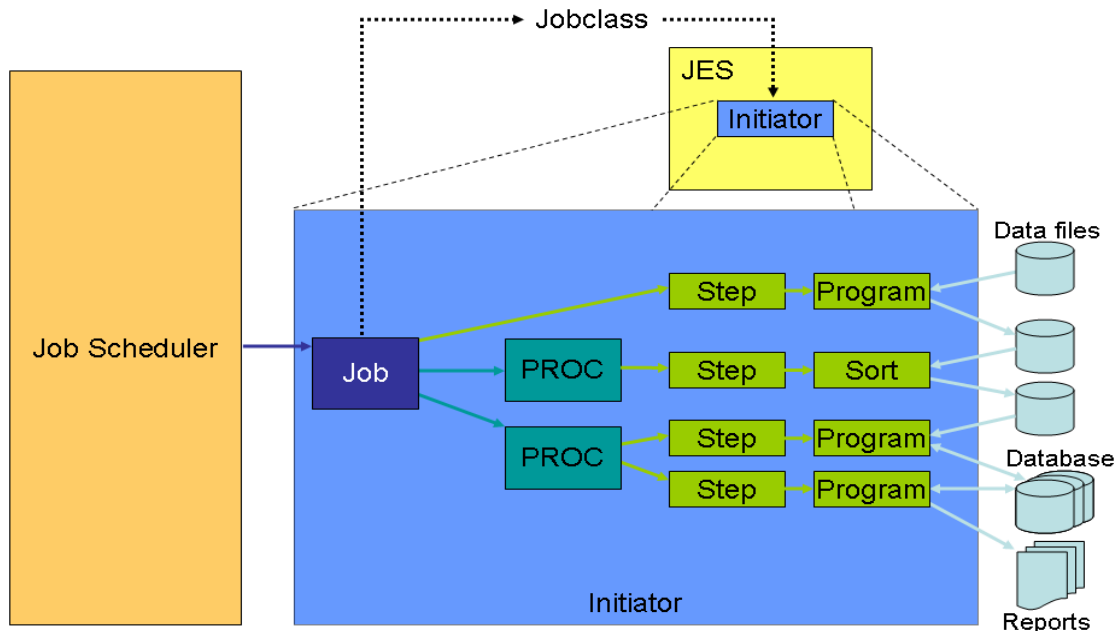 Jobclass
JES
Initiator
Data files
Step
Program
Job Scheduler
Job
PROC
Step
Sort
PROC
Step
Program
Database
Step
Program
Initiator
Reports